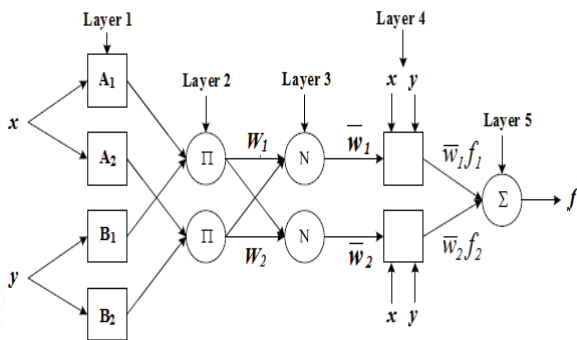 Layer 1
Layer 4
Layer 2
Layer 3
x y
A₁
x
W₁
w̅₁
Layer 5
Π
N
w̅₁f₁
A₂
Σ
f
B₁
Π
N
w̅₂f₂
W₂
w̅₂
y
B₂
x y